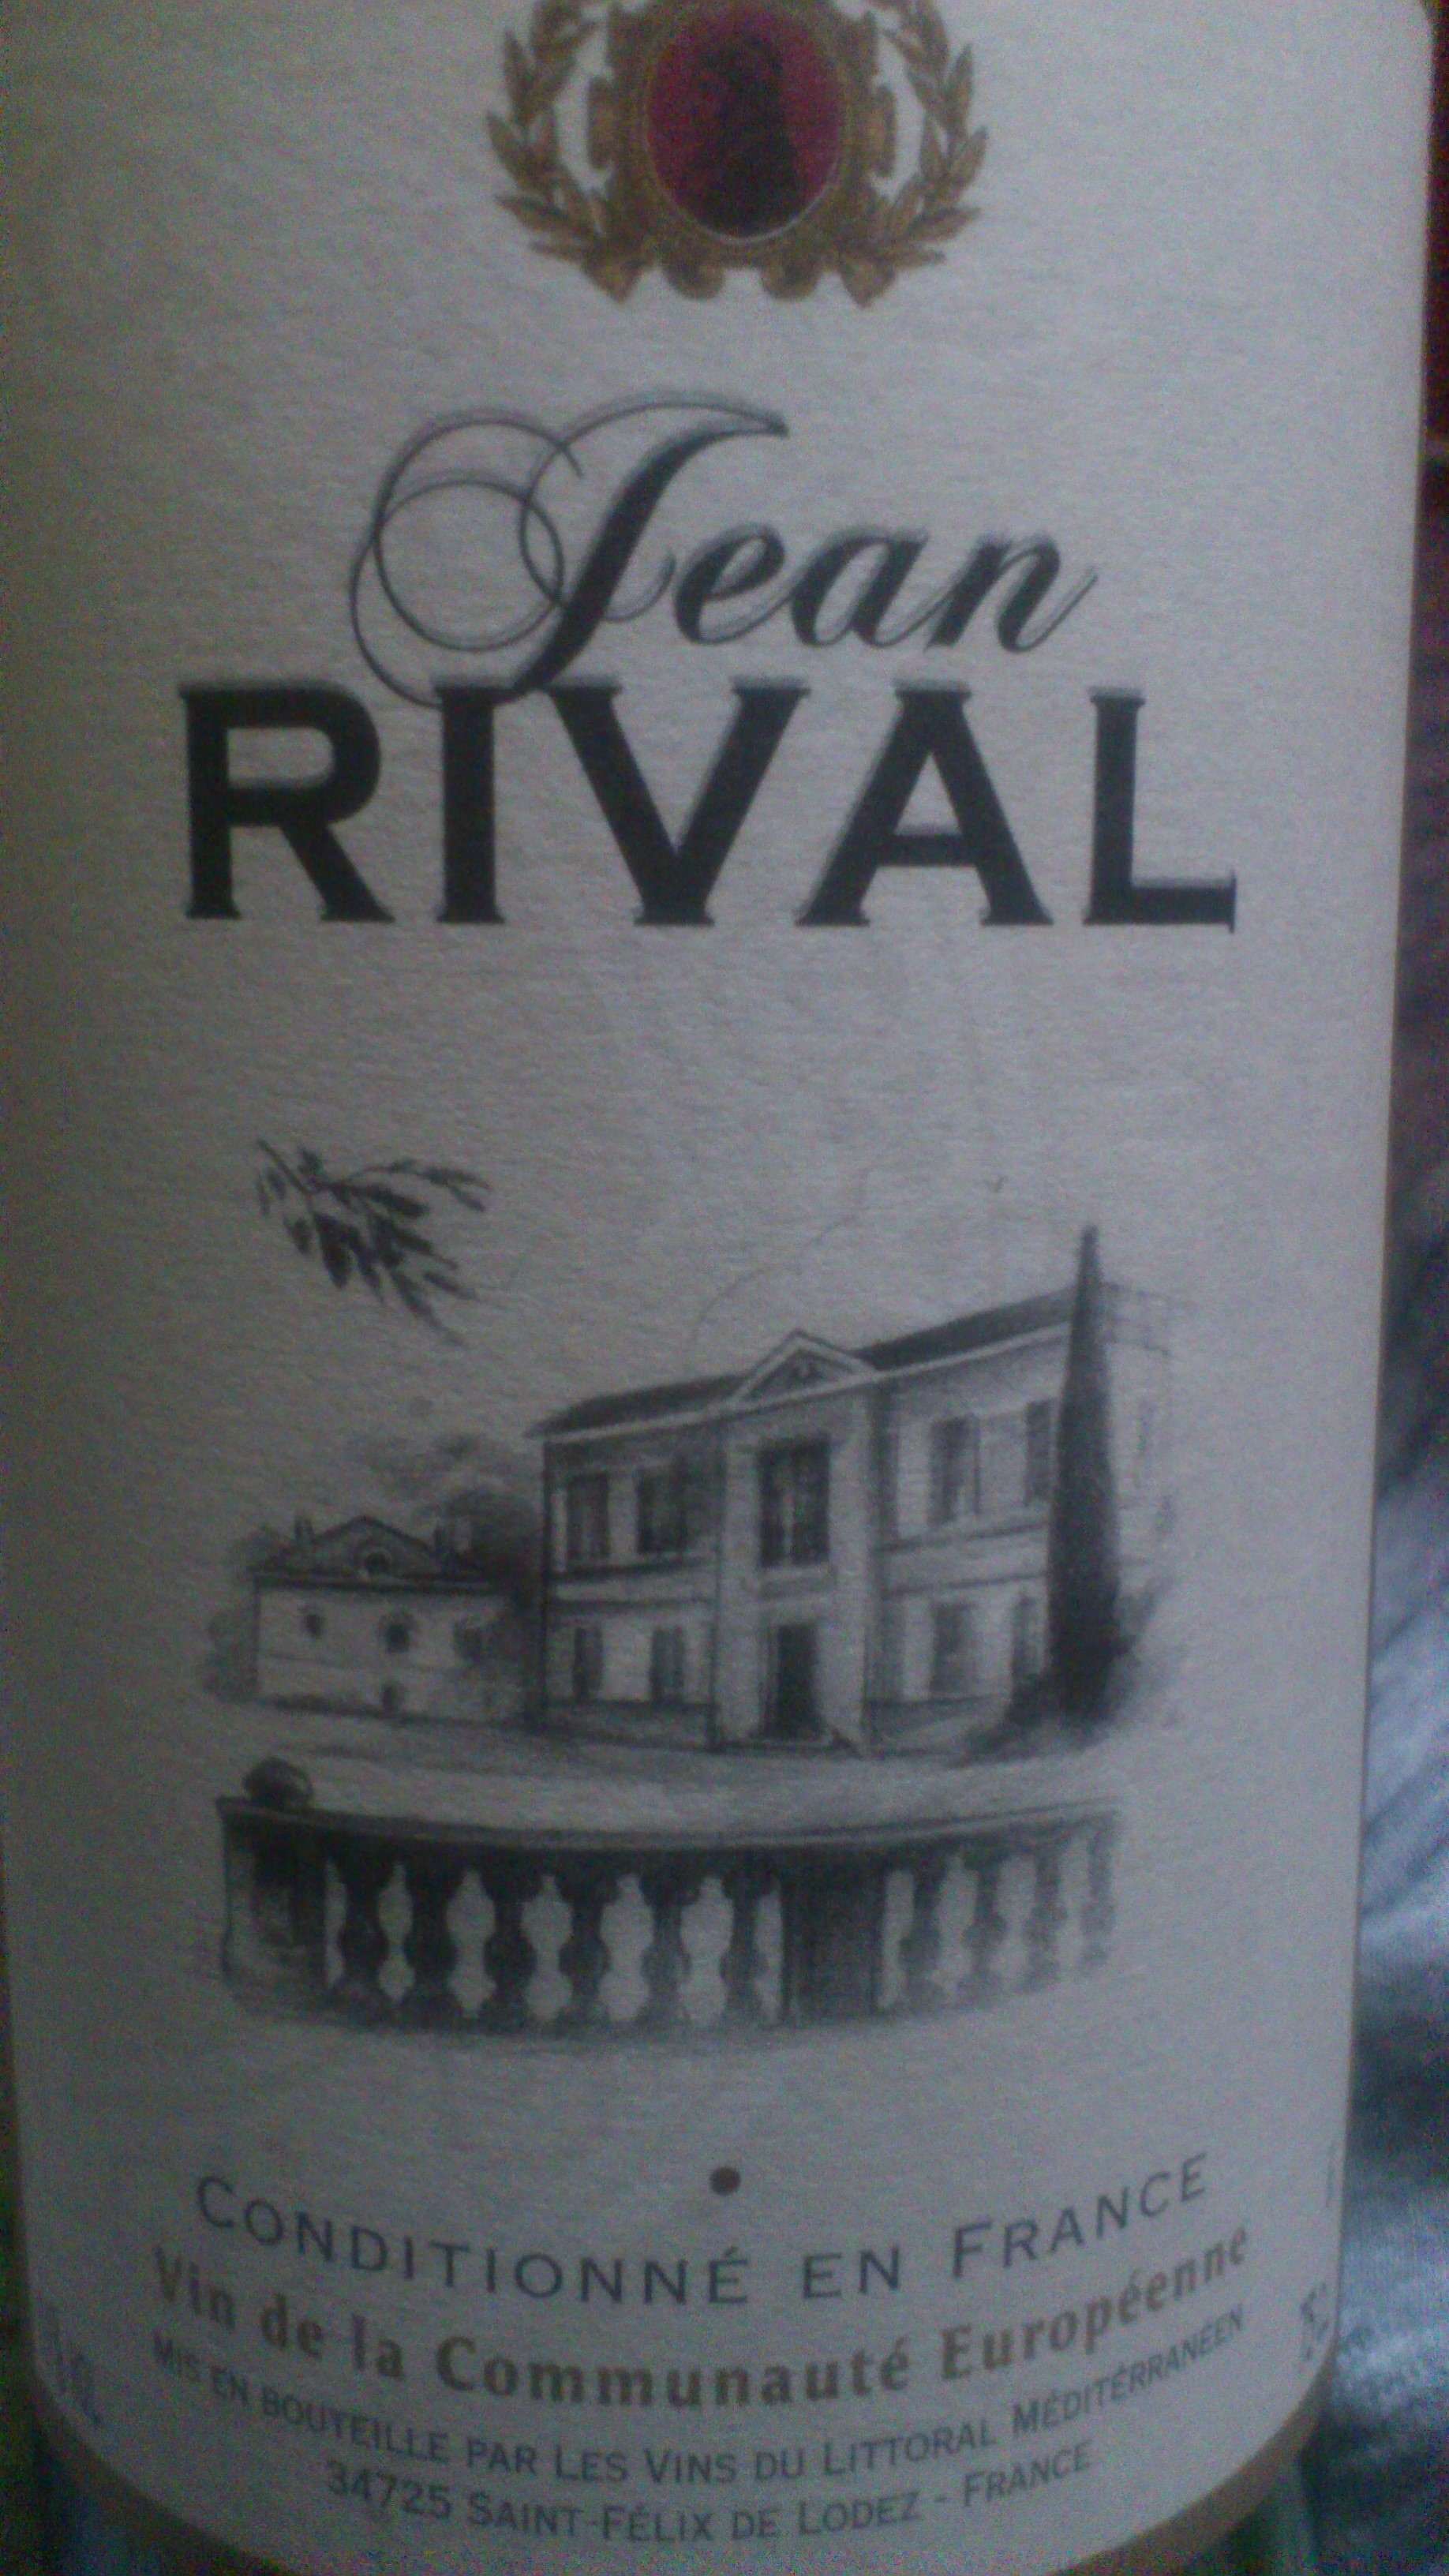 Jean
RIVAL
CONDITIONNÉ EN FRANCE
Vin de la Communauté Européenne
MIS EN BOUTEILLE PAR LES VINS DU LITTORAL MÉDITÉRRANÉEN
34725 SAINT-FÉLIX DE LODEZ - FRANCE